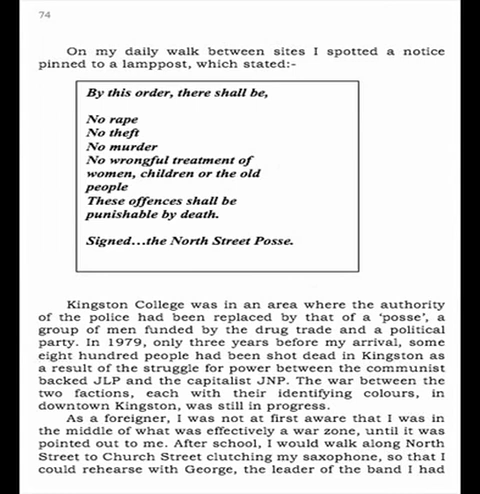 74
On my daily walk between sites I spotted a notice
pinned to a lamppost, which stated:-
By this order, there shall be,
No rape
No theft
No murder
No wrongful treatment of
women, children or the old
people
These offences shall be
punishable by death.
Signed...the North Street Posse.
Kingston College was in an area where the authority
of the police had been replaced by that of a 'posse', a
group of men funded by the drug trade and a political
party. In 1979, only three years before my arrival, some
eight hundred people had been shot dead in Kingston as
a result of the struggle for power between the communist
backed JLP and the capitalist JNP. The war between the
two factions, each with their identifying colours, in
downtown Kingston, was still in progress.
As a foreigner, I was not at first aware that I was in
the middle of what was effectively a war zone, until it was
pointed out to me. After school, I would walk along North
Street to Church Street clutching my saxophone, so that I
could rehearse with George, the leader of the band I had